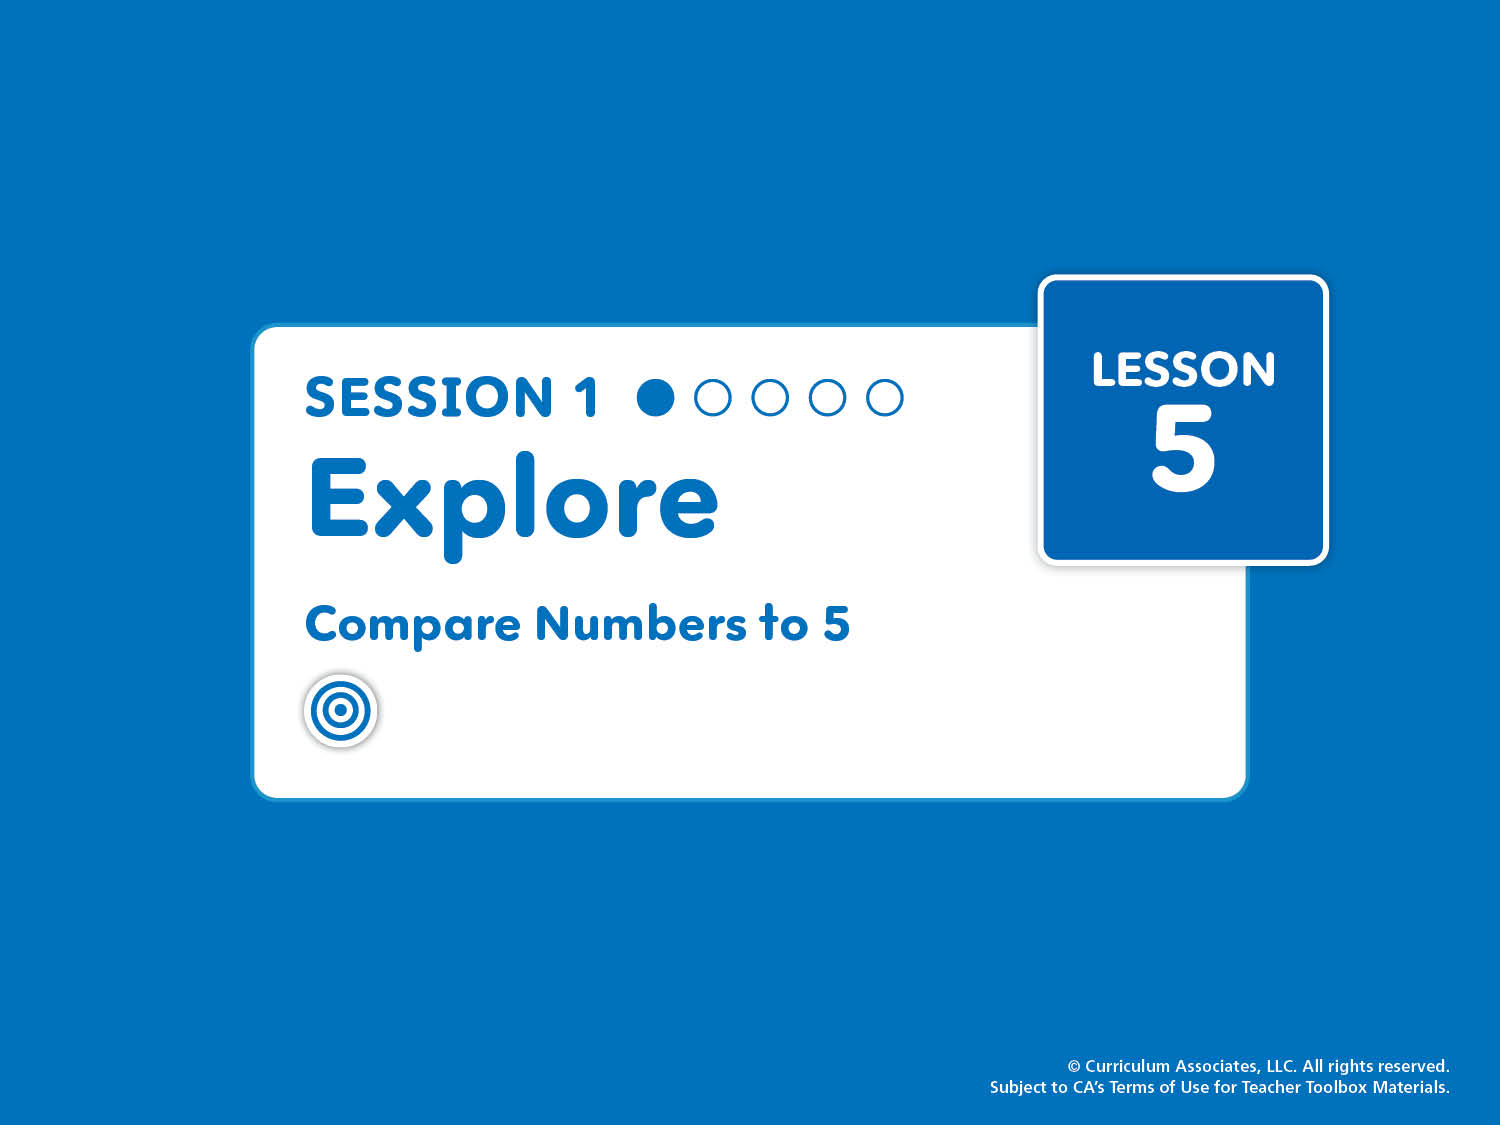 SESSION 1
Explore
Compare Numbers to 5
LESSON
5
© Curriculum Associates, LLC. All rights reserved.
Subject to CA's Terms of Use for Teacher Toolbox Materials.